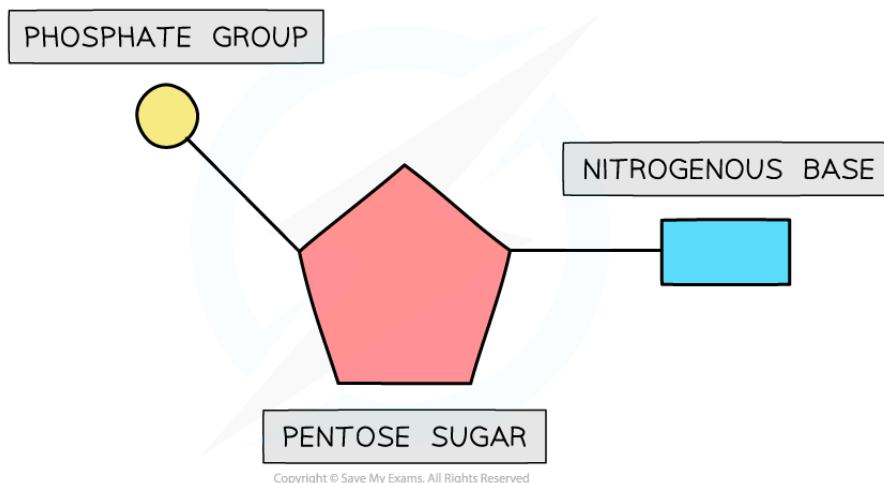 PHOSPHATE GROUP
NITROGENOUS BASE
PENTOSE SUGAR
Copyright © Save My Exams. All Rights Reserved